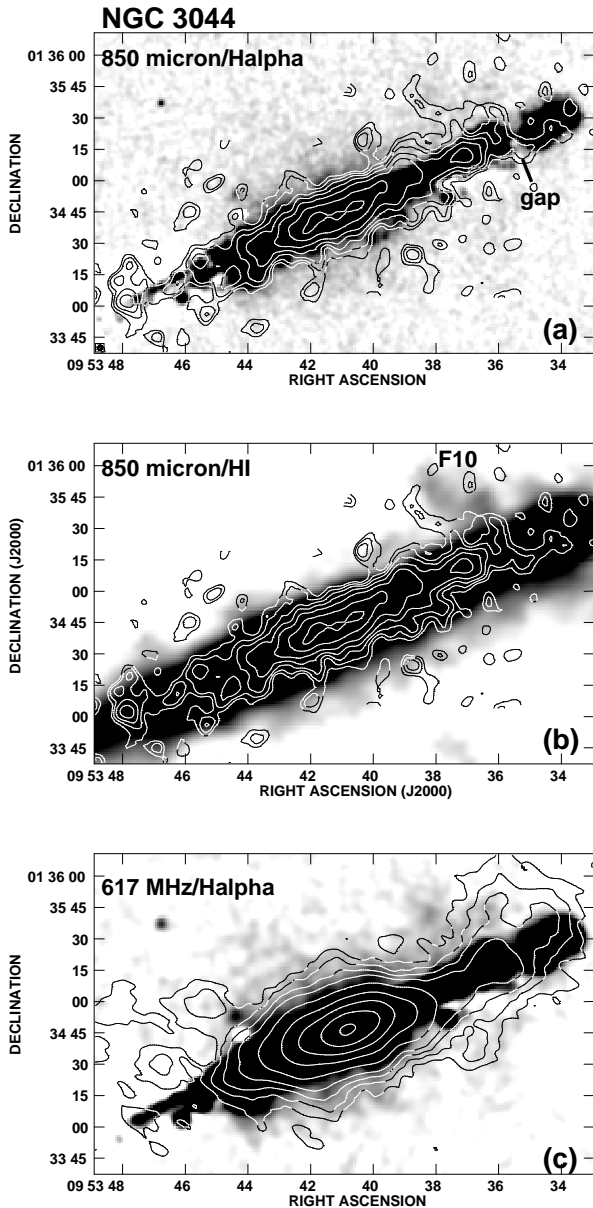 NGC 3044
850 micron/Halpha
01 36 00
35 45
30
15
00
34 45
30
15
00
33 45
DECLINATION
gap
(a)
09 53 48
46
44
42
40
38
36
34
RIGHT ASCENSION
850 micron/HI
F10
01 36 00
35 45
30
15
00
34 45
30
15
00
33 45
DECLINATION (J2000)
(b)
09 53 48
46
44
42
40
38
36
34
RIGHT ASCENSION (J2000)
617 MHz/Halpha
01 36 00
35 45
30
15
00
34 45
30
15
00
33 45
DECLINATION
(c)
09 53 48
46
44
42
40
38
36
34
RIGHT ASCENSION